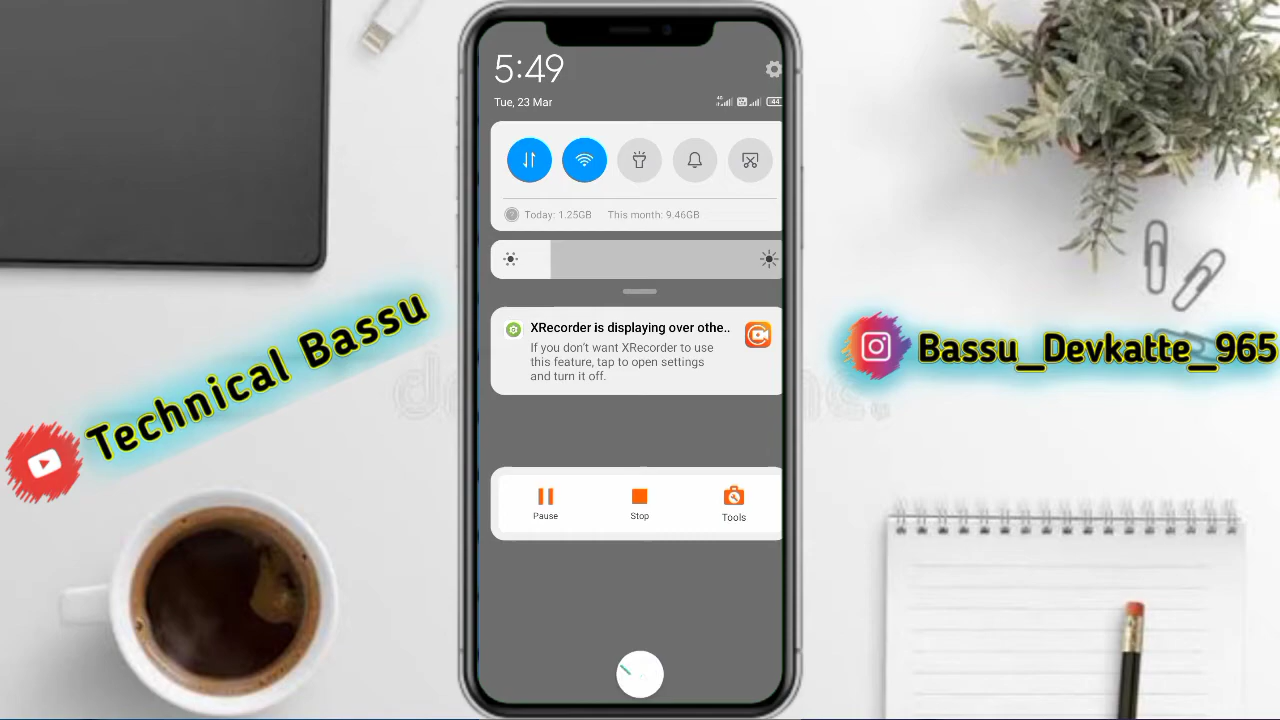 5:49
Tue, 23 Mar
4G
44
Today: 1.25GB This month: 9.46GB
XRecorder is displaying over othe..
If you don't want XRecorder to use
this feature, tap to open settings
and turn it off.
Pause Stop Tools
Technical Bassu
Bassu_Devkatte_965